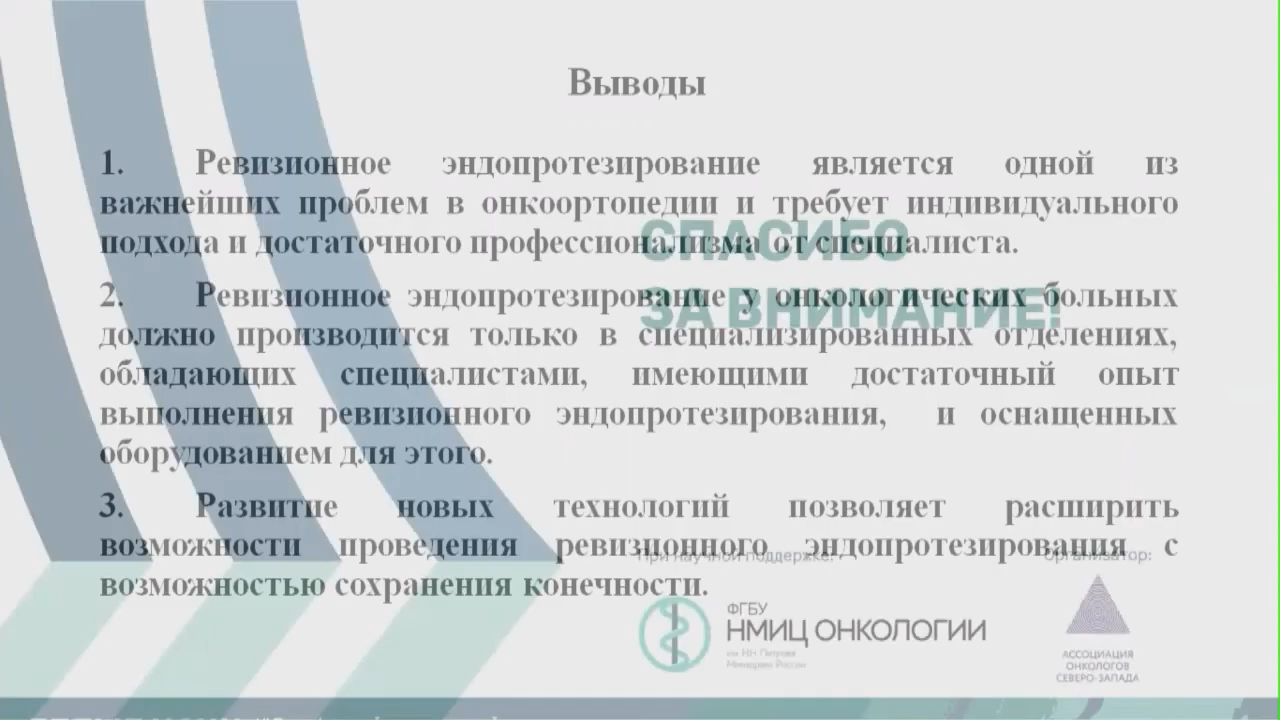 Выводы
1. Ревизионное эндопротезирование является одной из
важнейших проблем в онкоортопедии и требует индивидуального
подхода и достаточного профессионализма от специалиста.
СПАСИБО
ЗА ВНИМАНИЕ!
2. Ревизионное эндопротезирование у онкологических больных
должно производится только в специализированных отделениях,
обладающих специалистами, имеющими достаточный опыт
выполнения ревизионного эндопротезирования, и оснащенных
оборудованием для этого.
3. Развитие новых технологий позволяет расширить
возможности проведения ревизионного эндопротезирования с
возможностью сохранения конечности.
При научной поддержке:
Организатор:
ФГБУ
НМИЦ ОНКОЛОГИИ
им. Н.Н. Петрова
Минздрава России
АССОЦИАЦИЯ
ОНКОЛОГОВ
СЕВЕРО-ЗАПАДА